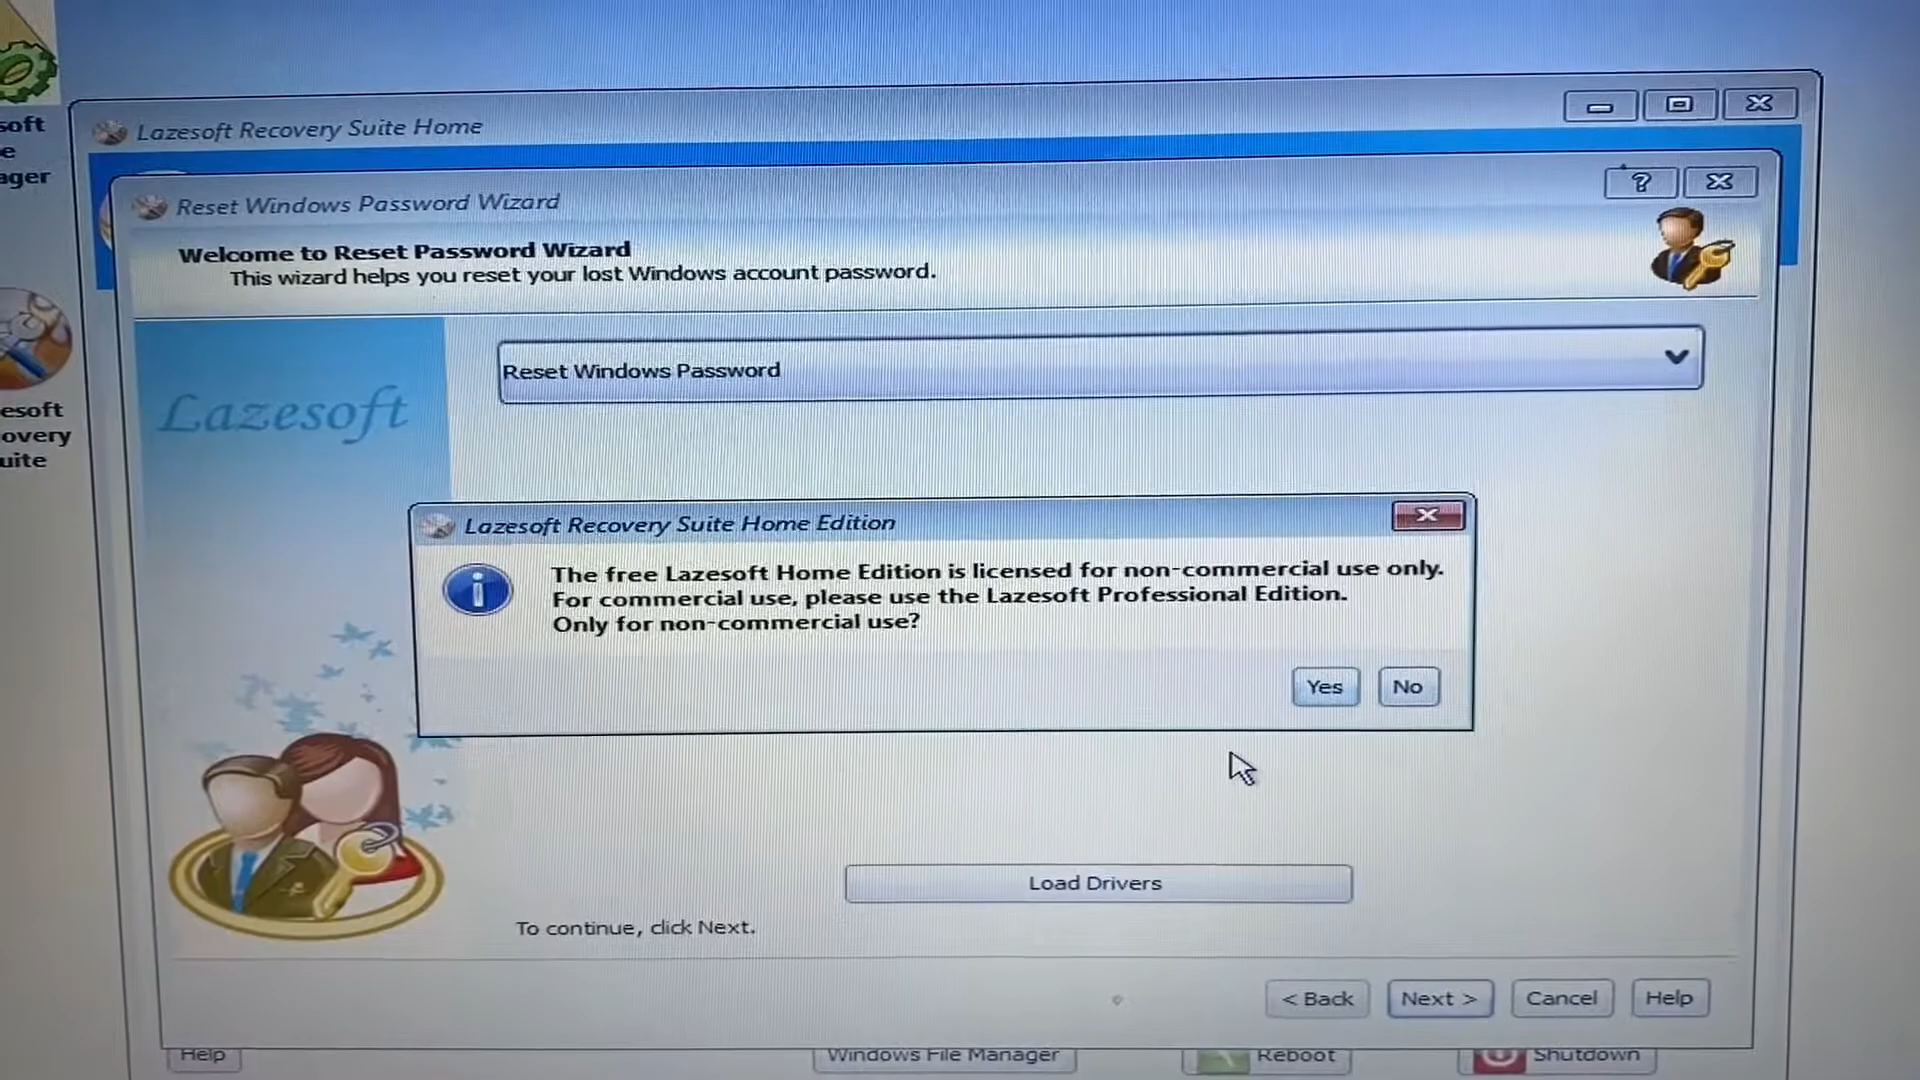 soft
e
ager
esoft
overy
uite
Lazesoft Recovery Suite Home
Reset Windows Password Wizard
?
Welcome to Reset Password Wizard
This wizard helps you reset your lost Windows account password.
Lazesoft
Reset Windows Password
Lazesoft Recovery Suite Home Edition
The free Lazesoft Home Edition is licensed for non-commercial use only.
For commercial use, please use the Lazesoft Professional Edition.
Only for non-commercial use?
Yes
No
Load Drivers
To continue, click Next.
< Back
Next >
Cancel
Help
Help
Windows File Manager
Reboot
Shutdown